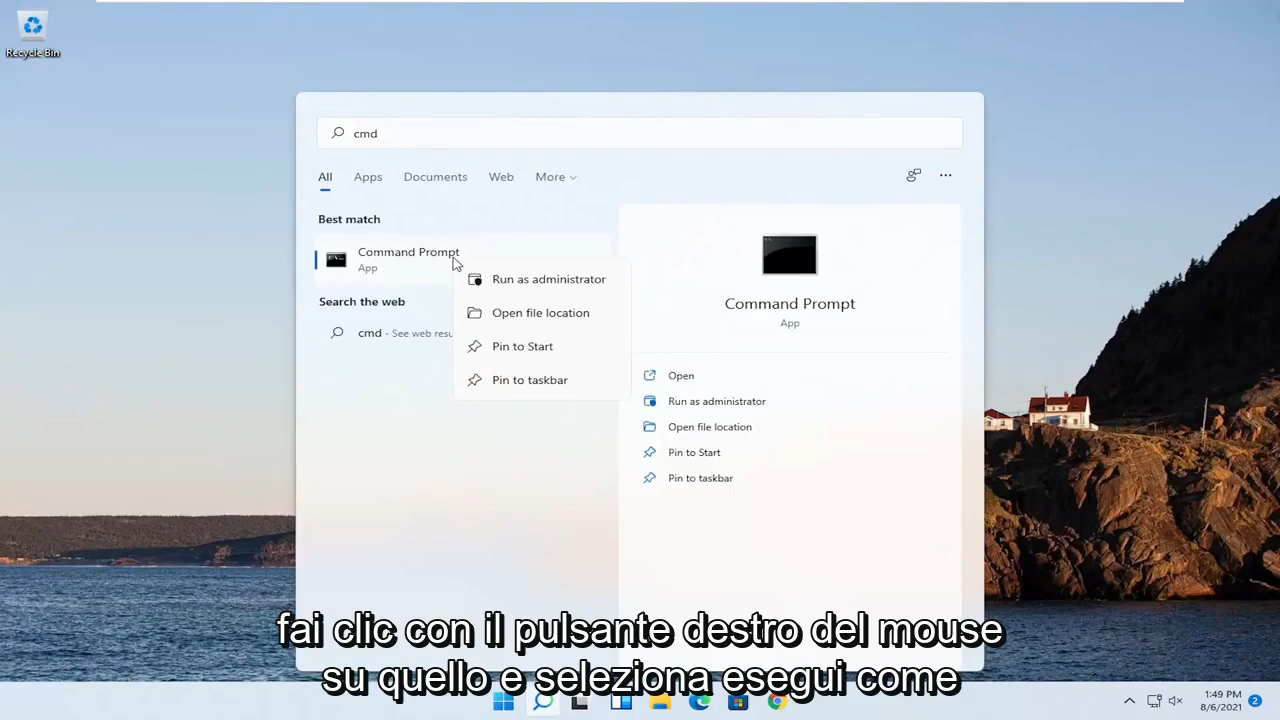 Recycle Bin
cmd
All
Apps
Documents
Web
More
Best match
Command Prompt
App
Search the web
cmd - See web resu
Run as administrator
Open file location
Pin to Start
Pin to taskbar
Command Prompt
App
Open
Run as administrator
Open file location
Pin to Start
Pin to taskbar
fai clic con il pulsante destro del mouse
su quello e seleziona esegui come
1:49 PM
8/6/2021
2